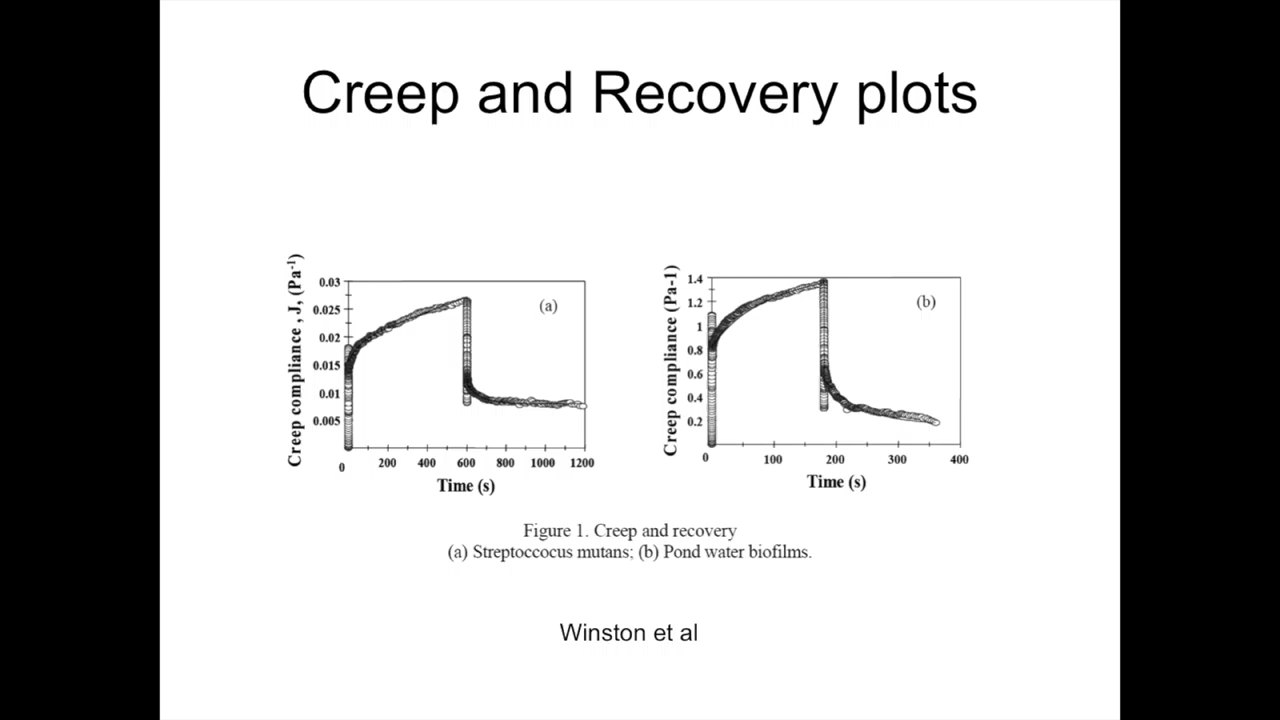 Creep and Recovery plots
Creep compliance , J, (Pa⁻¹)
0.03
0.025
0.02
0.015
0.01
0.005
(a)
0
200
400
600
800
1000
1200
Time (s)
Creep compliance (Pa-1)
1.4
1.2
1
0.8
0.6
0.4
0.2
(b)
0
100
200
300
400
Time (s)
Figure 1. Creep and recovery
(a) Streptoccocus mutans; (b) Pond water biofilms.
Winston et al